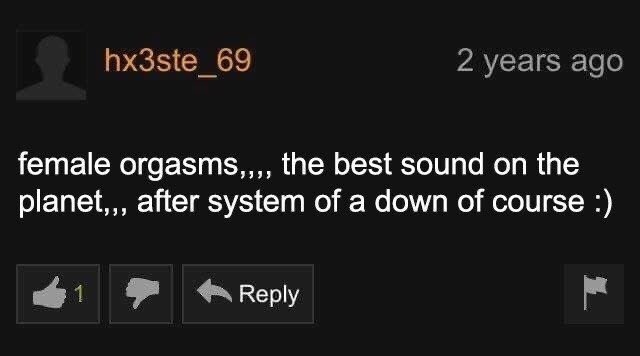 hx3ste_69 2 years ago
female orgasms,,,, the best sound on the
planet,,, after system of a down of course :)
1 Reply